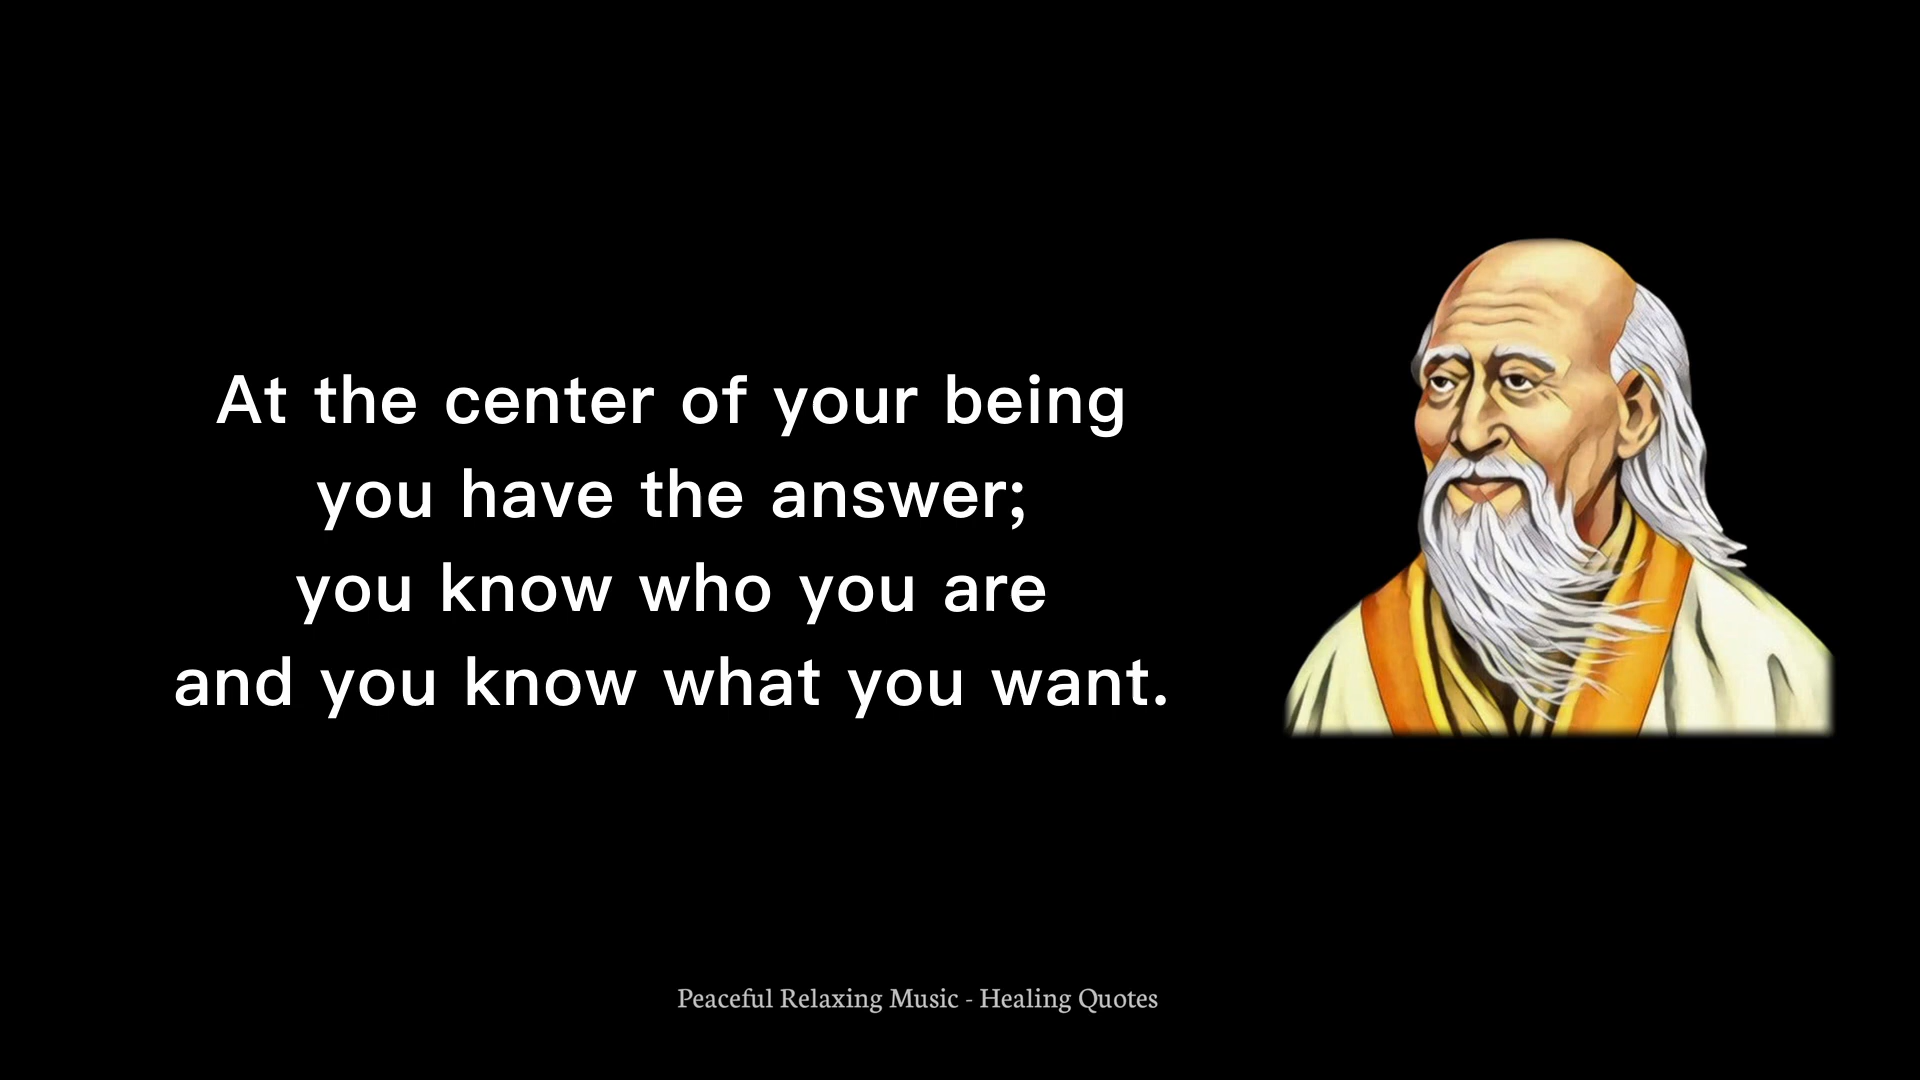 At the center of your being
you have the answer;
you know who you are
and you know what you want.
Peaceful Relaxing Music - Healing Quotes